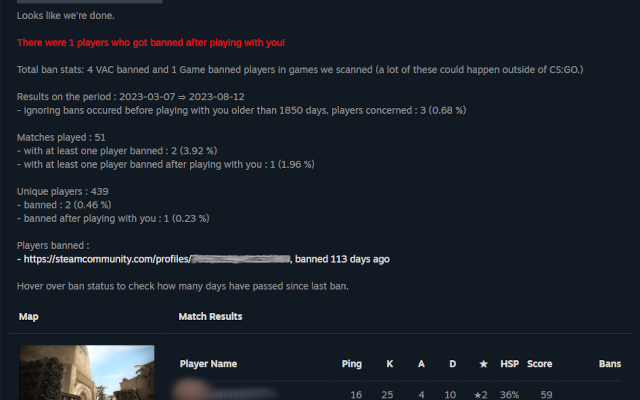 Looks like we're done.
There were 1 players who got banned after playing with you!
Total ban stats: 4 VAC banned and 1 Game banned players in games we scanned (a lot of these could happen outside of CS:GO.)
Results on the period : 2023-03-07 ⇒ 2023-08-12
- Ignoring bans occured before playing with you older than 1850 days, players concerned : 3 (0.68 %)
Matches played : 51
- with at least one player banned : 2 (3.92 %)
- with at least one player banned after playing with you : 1 (1.96 %)
Unique players : 439
- banned : 2 (0.46 %)
- banned after playing with you : 1 (0.23 %)
Players banned :
- https://steamcommunity.com/profiles/ , banned 113 days ago
Hover over ban status to check how many days have passed since last ban.
Map Match Results
Player Name Ping K A D ★ HSP Score Bans
16 25 4 10 ★2 36% 59